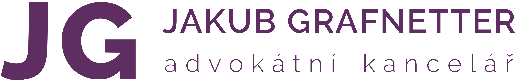 JG
JAKUB GRAFNETTER
advokátní kancelář